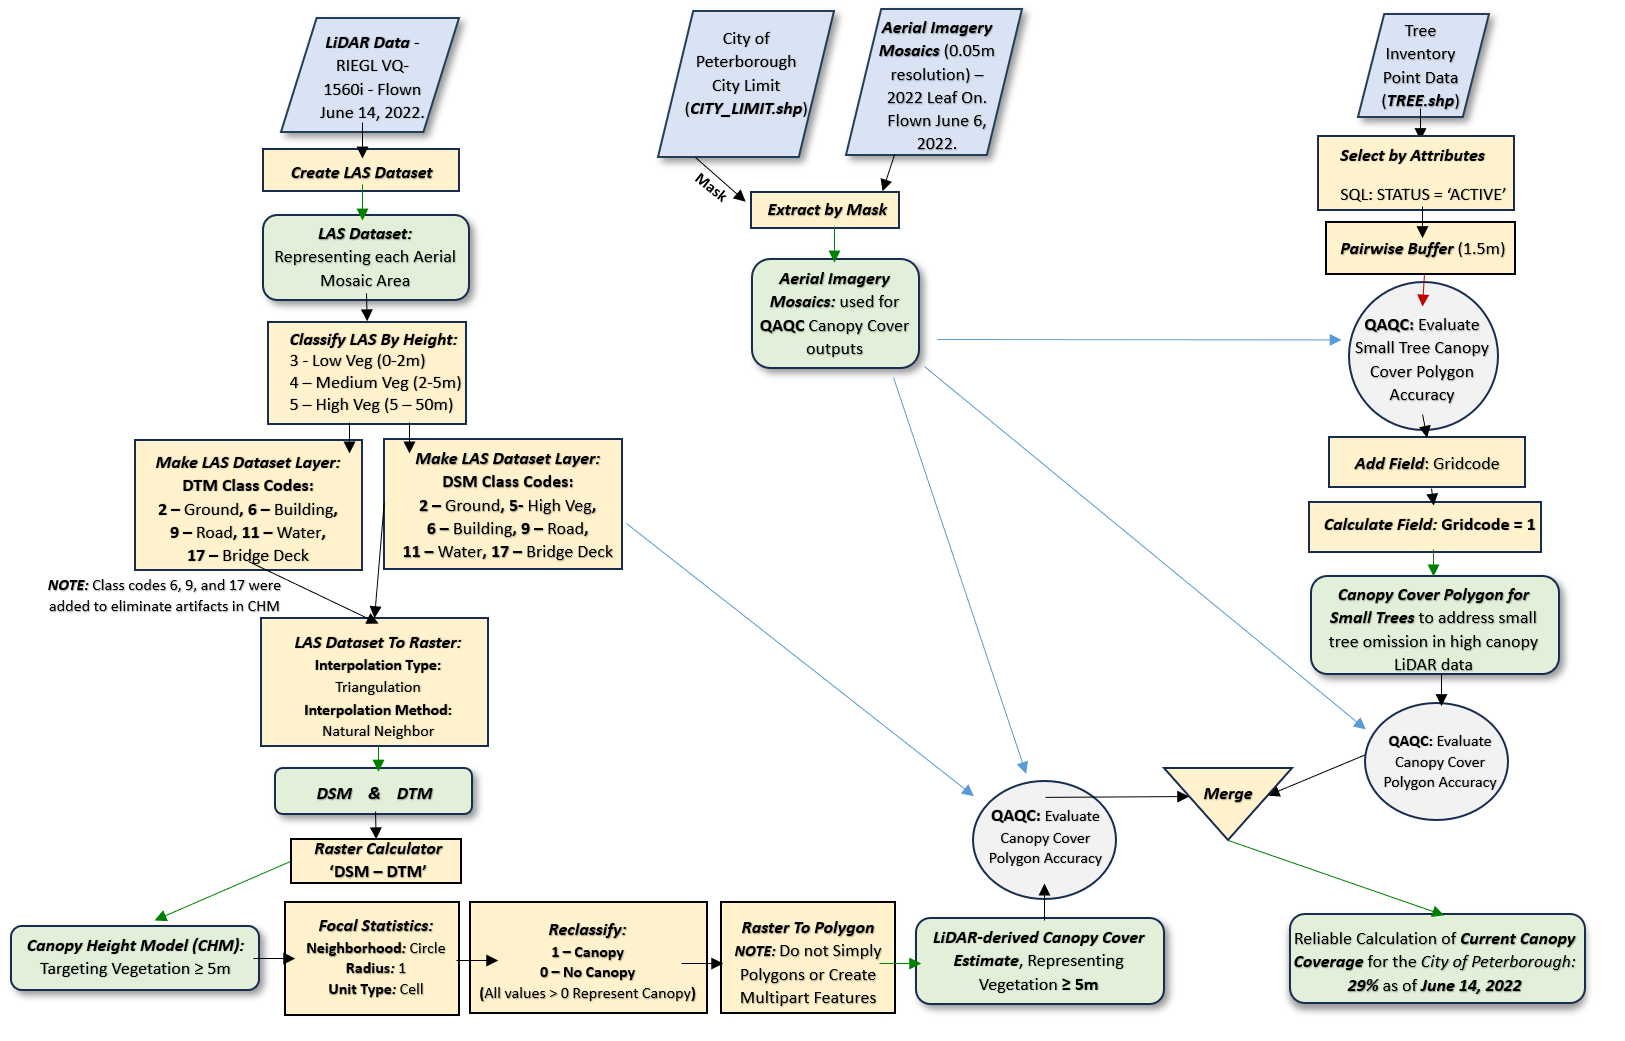 LiDAR Data -
RIEGL VQ-
1560i - Flown
June 14, 2022.
Create LAS Dataset
LAS Dataset:
Representing each Aerial
Mosaic Area
Classify LAS By Height:
3 - Low Veg (0-2m)
4 – Medium Veg (2-5m)
5 – High Veg (5 – 50m)
Make LAS Dataset Layer:
DTM Class Codes:
2 – Ground, 6 – Building,
9 – Road, 11 – Water,
17 – Bridge Deck
Make LAS Dataset Layer:
DSM Class Codes:
2 – Ground, 5- High Veg,
6 – Building, 9 – Road,
11 – Water, 17 – Bridge Deck
NOTE: Class codes 6, 9, and 17 were
added to eliminate artifacts in CHM
LAS Dataset To Raster:
Interpolation Type:
Triangulation
Interpolation Method:
Natural Neighbor
DSM & DTM
Raster Calculator
‘DSM – DTM’
Canopy Height Model (CHM):
Targeting Vegetation ≥ 5m
Focal Statistics:
Neighborhood: Circle
Radius: 1
Unit Type: Cell
Reclassify:
1 – Canopy
0 – No Canopy
(All values > 0 Represent Canopy)
Raster To Polygon
NOTE: Do not Simply
Polygons or Create
Multipart Features
LiDAR-derived Canopy Cover
Estimate, Representing
Vegetation ≥ 5m
City of
Peterborough
City Limit
(CITY_LIMIT.shp)
Aerial Imagery
Mosaics (0.05m
resolution) –
2022 Leaf On.
Flown June 6,
2022.
Mask
Extract by Mask
Aerial Imagery
Mosaics: used for
QAQC Canopy Cover
outputs
QAQC: Evaluate
Canopy Cover
Polygon Accuracy
Merge
Tree
Inventory
Point Data
(TREE.shp)
Select by Attributes
SQL: STATUS = ‘ACTIVE’
Pairwise Buffer (1.5m)
QAQC: Evaluate
Small Tree Canopy
Cover Polygon
Accuracy
Add Field: Gridcode
Calculate Field: Gridcode = 1
Canopy Cover Polygon for
Small Trees to address small
tree omission in high canopy
LiDAR data
QAQC: Evaluate
Canopy Cover
Polygon Accuracy
Reliable Calculation of Current Canopy
Coverage for the City of Peterborough:
29% as of June 14, 2022